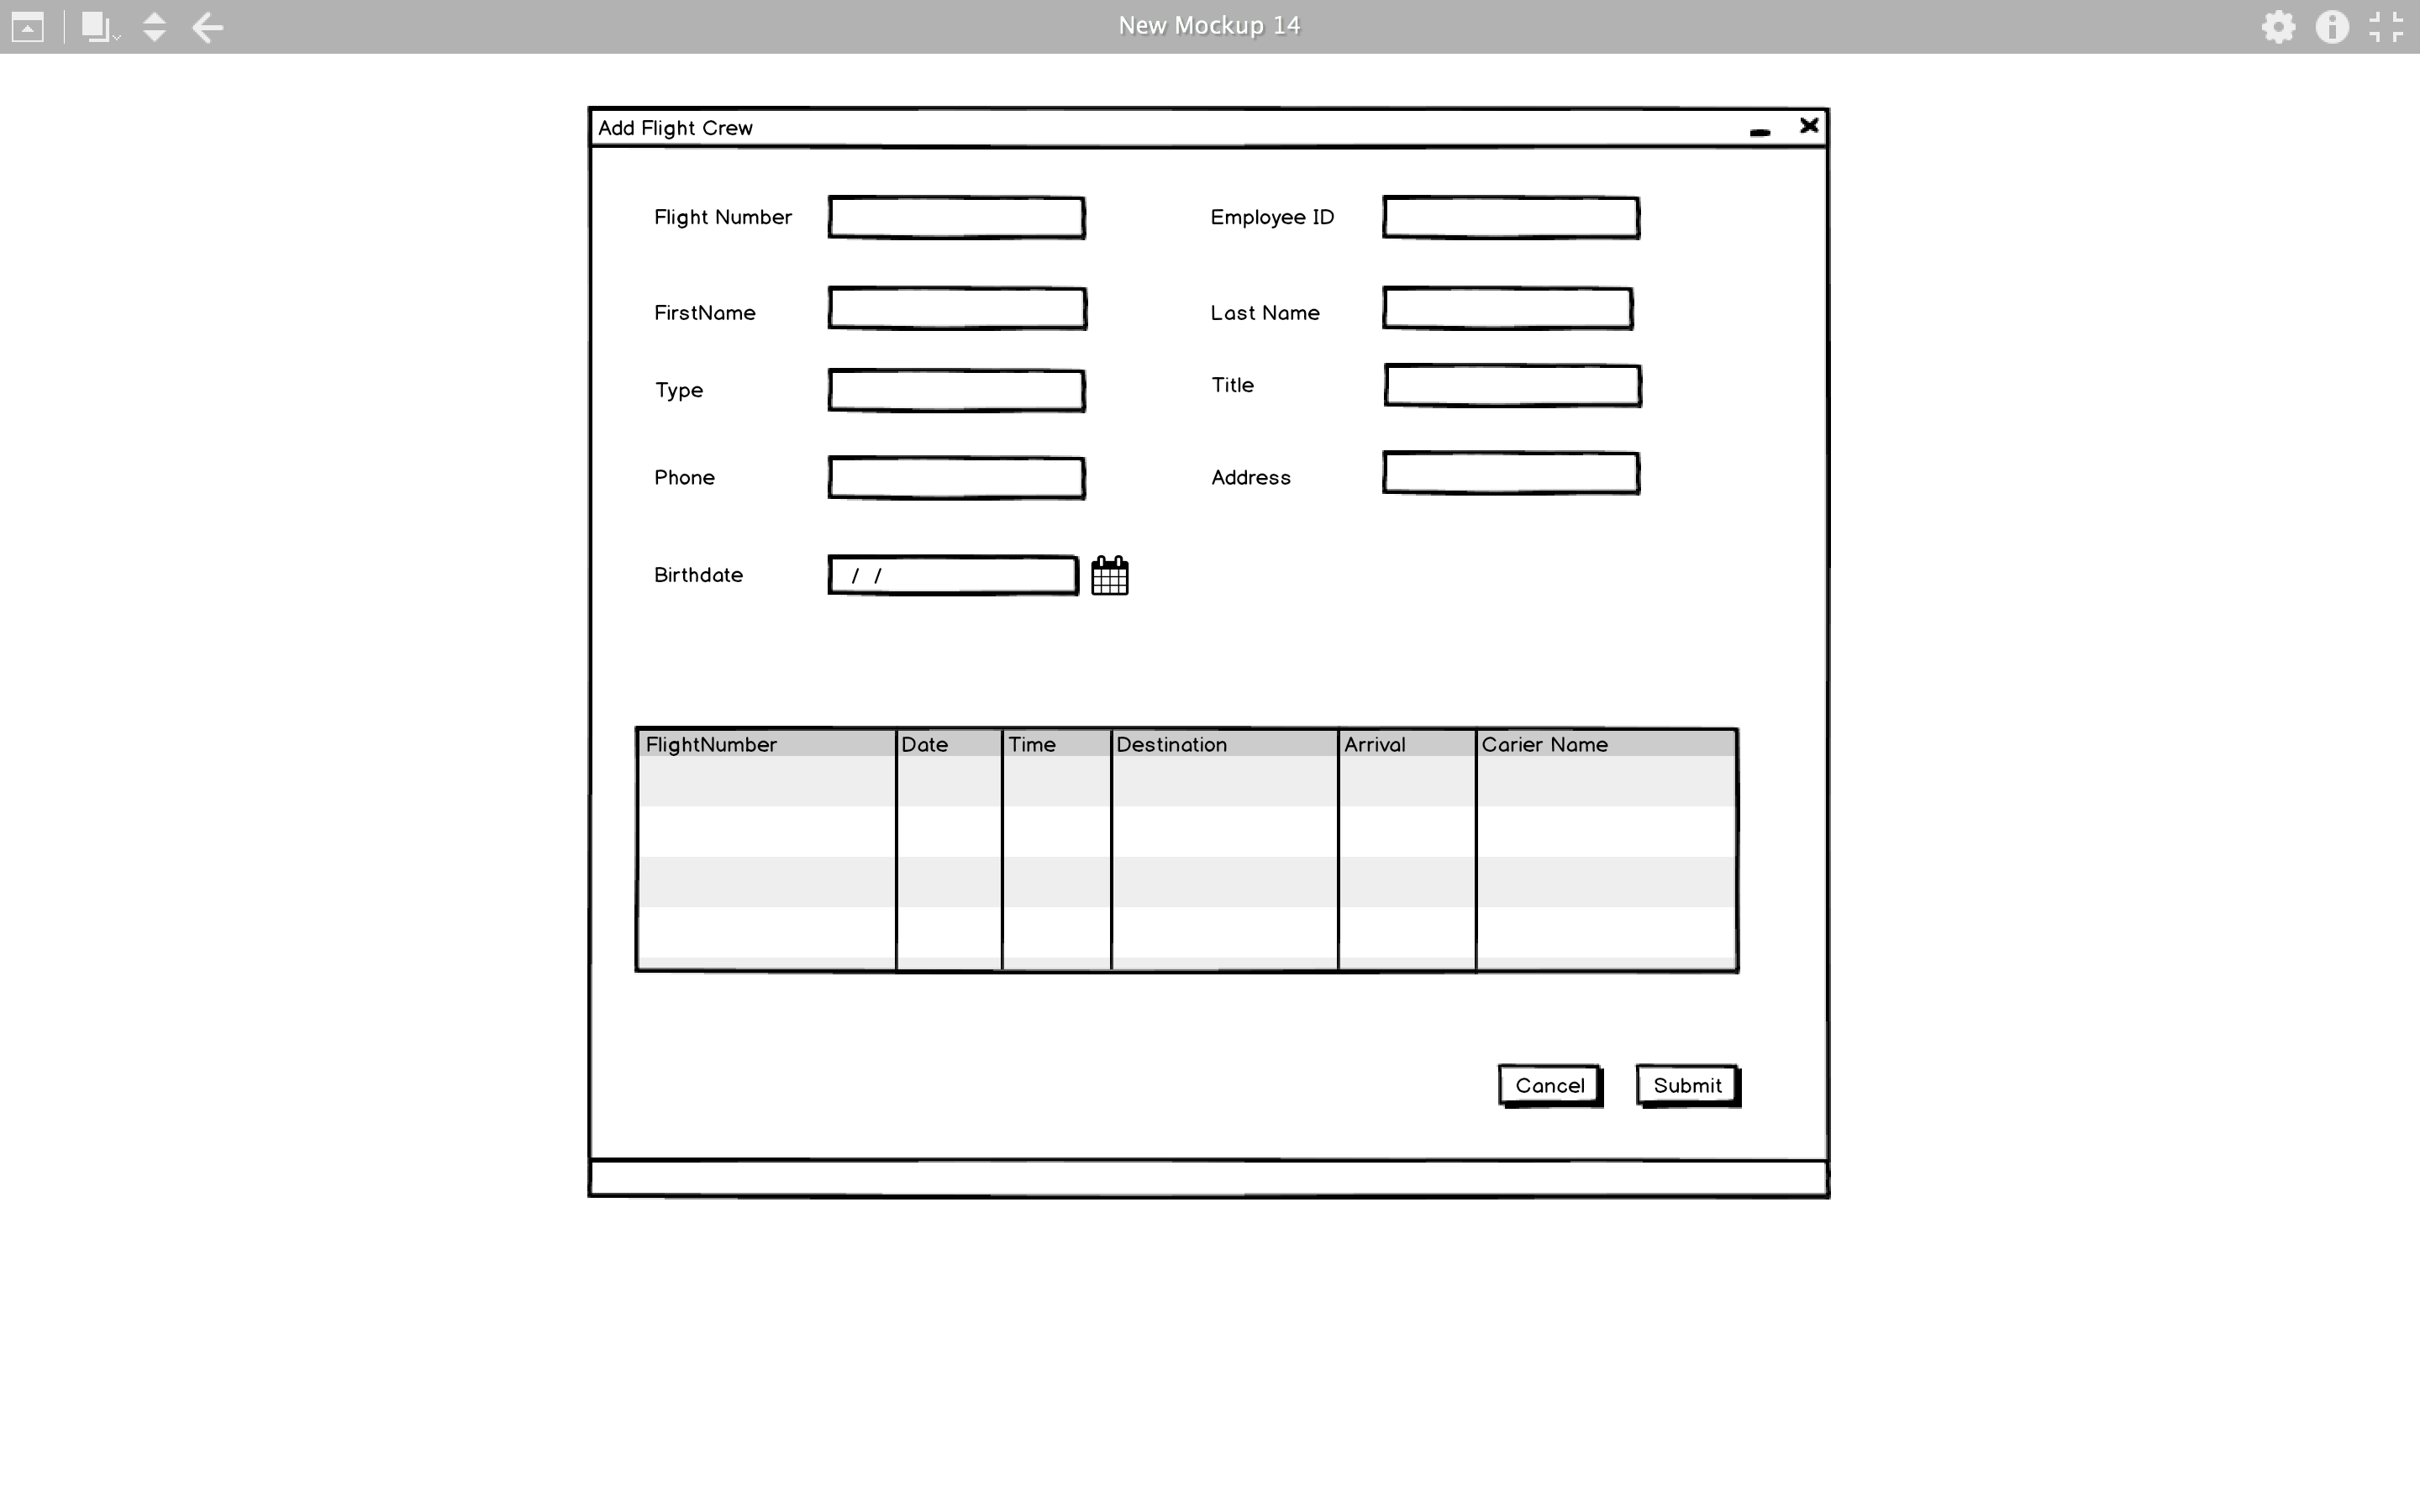 New Mockup 14
Add Flight Crew
Flight Number
Employee ID
FirstName
Last Name
Type
Title
Phone
Address
Birthdate
/ /
FlightNumber Date Time Destination Arrival Carier Name
Cancel Submit